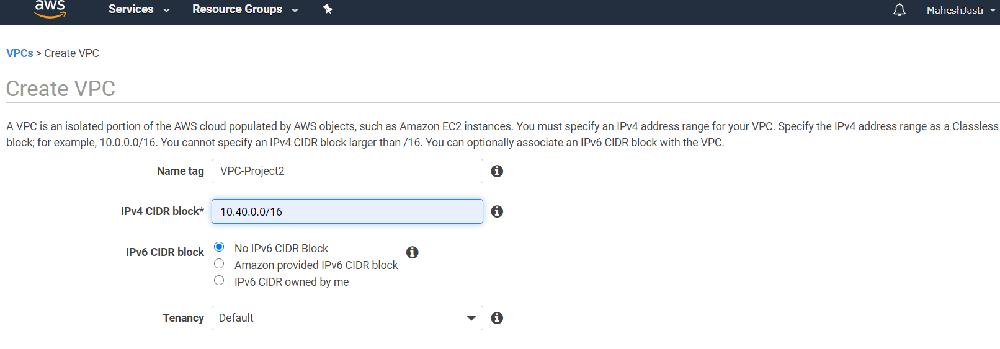 aws Services Resource Groups MaheshJasti
VPCs > Create VPC
Create VPC
A VPC is an isolated portion of the AWS cloud populated by AWS objects, such as Amazon EC2 instances. You must specify an IPv4 address range for your VPC. Specify the IPv4 address range as a Classless
block; for example, 10.0.0.0/16. You cannot specify an IPv4 CIDR block larger than /16. You can optionally associate an IPv6 CIDR block with the VPC.
Name tag VPC-Project2
IPv4 CIDR block* 10.40.0.0/16
IPv6 CIDR block No IPv6 CIDR Block
Amazon provided IPv6 CIDR block
IPv6 CIDR owned by me
Tenancy Default